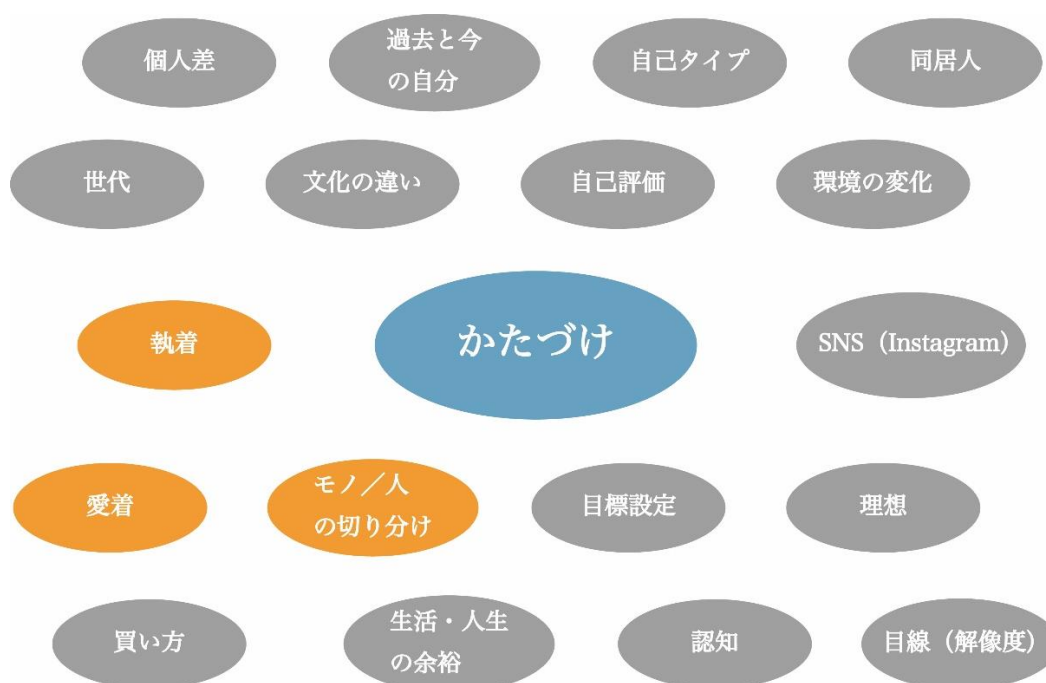 個人差
過去と今
の自分
自己タイプ
同居人
世代
文化の違い
自己評価
環境の変化
執着
かたづけ
SNS（Instagram）
愛着
モノ／人
の切り分け
目標設定
理想
買い方
生活・人生
の余裕
認知
目線（解像度）